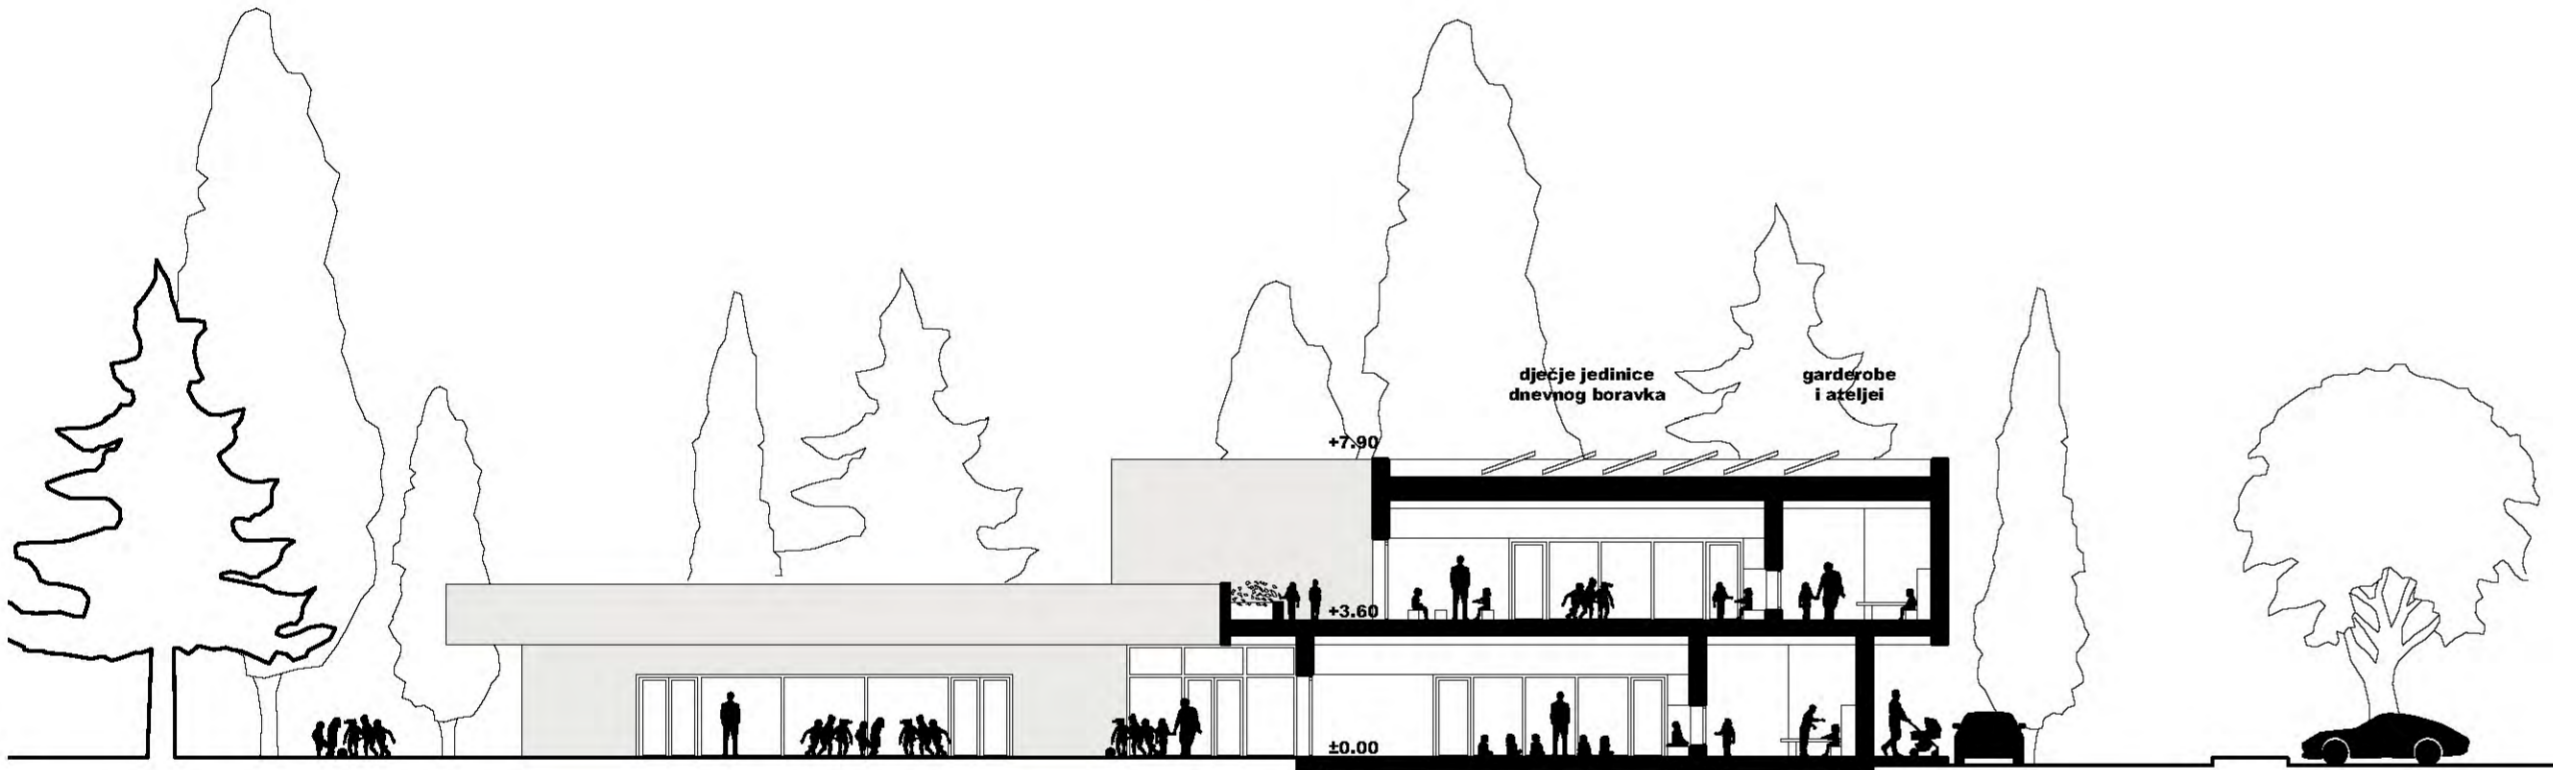 dječje jedinice
dnevnog boravka
garderobe
i ateljei
+7.90
+3.60
±0.00